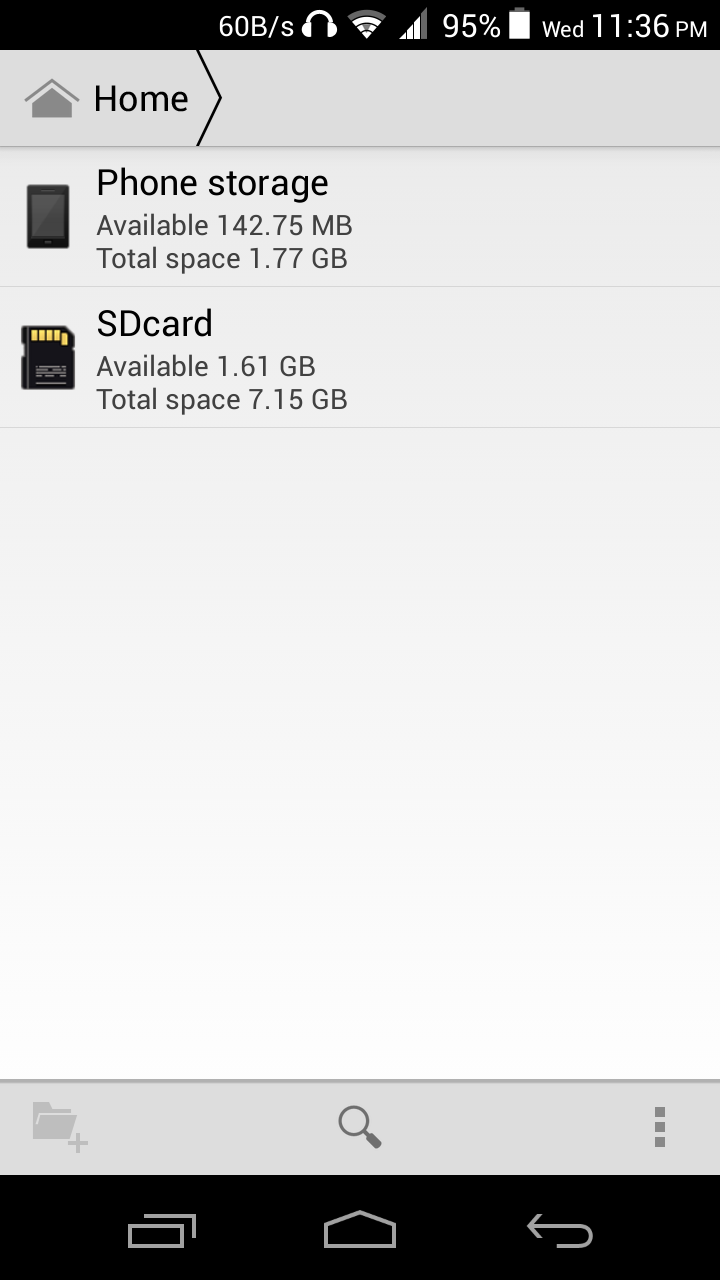 60B/s 95% Wed 11:36 PM
Home
Phone storage
Available 142.75 MB
Total space 1.77 GB
SDcard
Available 1.61 GB
Total space 7.15 GB